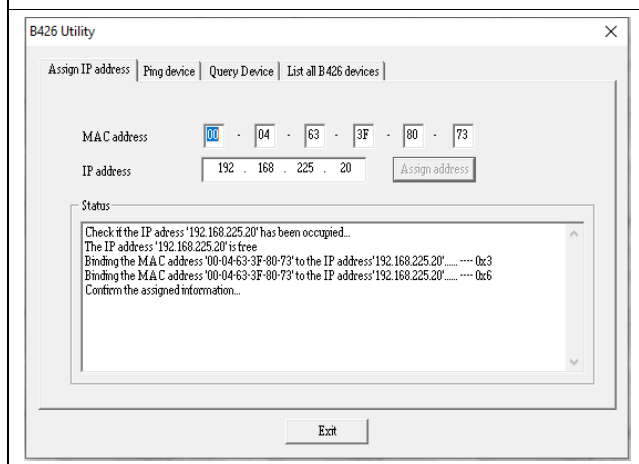 B426 Utility
Assign IP address Ping device Query Device List all B426 devices
MAC address 00 - 04 - 63 - 3F - 80 - 73
IP address 192 . 168 . 225 . 20 Assign address
Status
Check if the IP adress '192.168.225.20' has been occupied...
The IP address '192.168.225.20' is free
Binding the MAC address '00-04-63-3F-80-73' to the IP address'192.168.225.20'...... ---- 0x3
Binding the MAC address '00-04-63-3F-80-73' to the IP address'192.168.225.20'...... ---- 0x6
Confirm the assigned information...
Exit